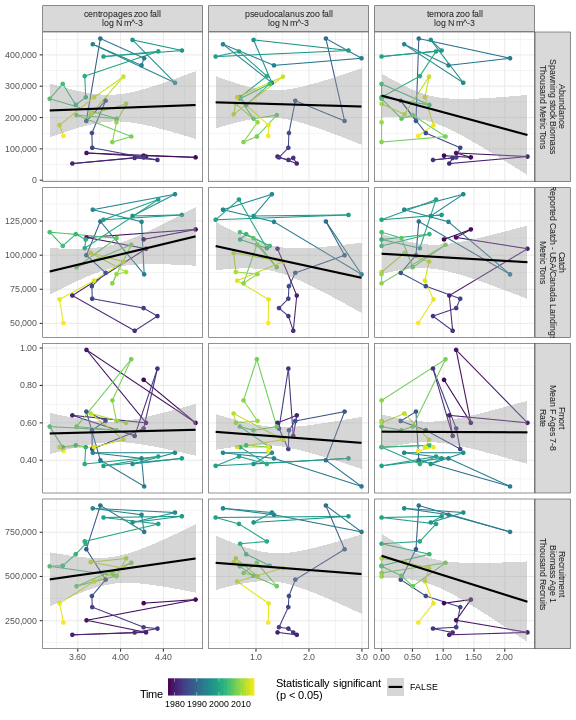 centropages zoo fall
log N m^-3
pseudocalanus zoo fall
log N m^-3
temora zoo fall
log N m^-3
Abundance
Spawning stock Biomass
Thousand Metric Tons
400,000
300,000
200,000
100,000
0
Catch
Reported Catch - USA/Canada Landings
Metric Tons
125,000
100,000
75,000
50,000
Fmort
Mean F Ages 7-8
Rate
1.00
0.80
0.60
0.40
Recruitment
Biomass Age 1
Thousand Recruits
750,000
500,000
250,000
3.60 4.00 4.40
1.0 2.0 3.0
0.00 0.50 1.00 1.50 2.00
Time
1980 1990 2000 2010
Statistically significant
(p < 0.05)
FALSE